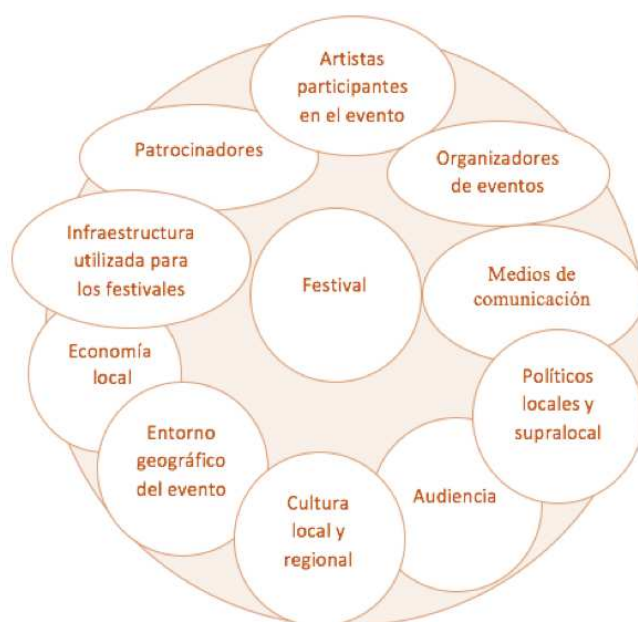 Artistas
participantes
en el evento
Patrocinadores
Organizadores
de eventos
Infraestructura
utilizada para
los festivales
Festival
Medios de
comunicación
Economía
local
Políticos
locales y
supralocal
Entorno
geográfico
del evento
Cultura
local y
regional
Audiencia